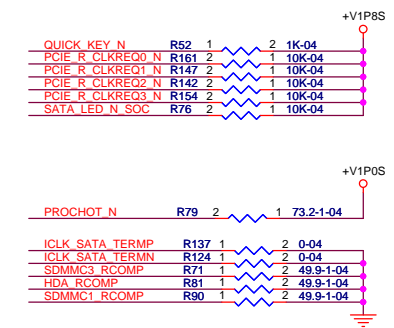 +V1P8S
QUICK_KEY_N R52 1 2 1K-04
PCIE_R_CLKREQ0_N R161 2 1 10K-04
PCIE_R_CLKREQ1_N R147 2 1 10K-04
PCIE_R_CLKREQ2_N R142 2 1 10K-04
PCIE_R_CLKREQ3_N R154 2 1 10K-04
SATA_LED_N_SOC R76 2 1 10K-04
+V1P0S
PROCHOT_N R79 2 1 73.2-1-04
ICLK_SATA_TERMP R137 1 2 0-04
ICLK_SATA_TERMN R124 1 2 0-04
SDMMC3_RCOMP R71 1 2 49.9-1-04
HDA_RCOMP R81 1 2 49.9-1-04
SDMMC1_RCOMP R90 1 2 49.9-1-04